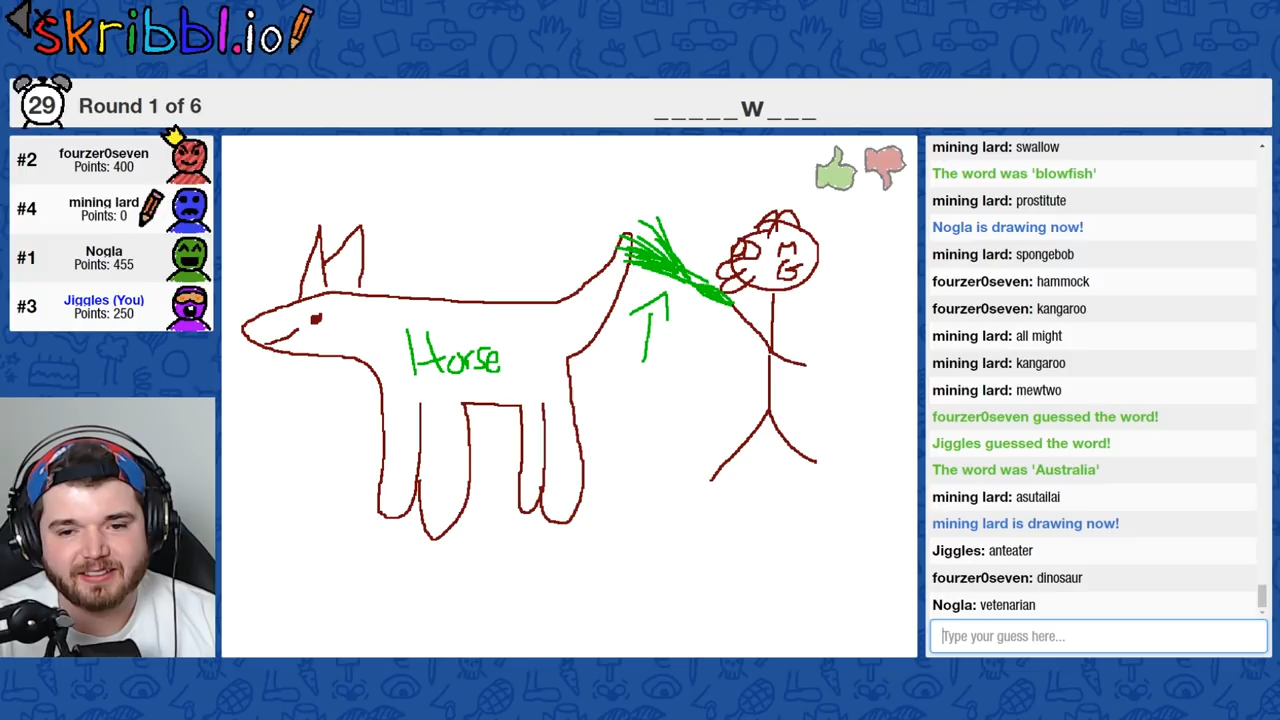 skribbl.io
29
Round 1 of 6
_____w___
#2
fourzer0seven
Points: 400
#4
mining lard
Points: 0
#1
Nogla
Points: 455
#3
Jiggles (You)
Points: 250
Horse
mining lard: swallow
The word was 'blowfish'
mining lard: prostitute
Nogla is drawing now!
mining lard: spongebob
fourzer0seven: hammock
fourzer0seven: kangaroo
mining lard: all might
mining lard: kangaroo
mining lard: mewtwo
fourzer0seven guessed the word!
Jiggles guessed the word!
The word was 'Australia'
mining lard: asutailai
mining lard is drawing now!
Jiggles: anteater
fourzer0seven: dinosaur
Nogla: vetenarian
Type your guess here...